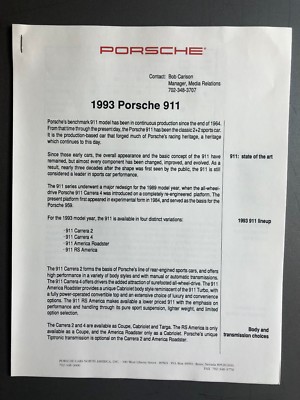 PORSCHE
Contact: Bob Carlson
Manager, Media Relations
702-348-3707
1993 Porsche 911
Porsche's benchmark 911 model has been in continuous production since the end of 1964.
From that time through the present day, the Porsche 911 has been the classic 2+2 sports car.
It is the production-based car that forged much of Porsche's racing heritage, a heritage
which continues to this day.
Since those early cars, the overall appearance and the basic concept of the 911 have
911: state of the art
remained, but almost every component has been changed, improved, and evolved. As a
result, nearly three decades after the shape was first seen by the public, the 911 is still
considered a leader in sports car performance.
The 911 series underwent a major redesign for the 1989 model year, when the all-wheel-
drive Porsche 911 Carrera 4 was introduced on a completely re-engineered platform. The
present platform first appeared in experimental form in 1984, and served as the basis for the
Porsche 959.
For the 1993 model year, the 911 is available in four distinct variations:
1993 911 lineup
· 911 Carrera 2
· 911 Carrera 4
· 911 America Roadster
· 911 RS America
The 911 Carrera 2 forms the basis of Porsche's line of rear-engined sports cars, and offers
high performance in a variety of body styles and with manual or automatic transmissions.
The 911 Carrera 4 offers drivers the added attraction of surefooted all-wheel-drive. The 911
America Roadster provides a unique Cabriolet body style reminiscent of the 911 Turbo, with
a fully power-operated convertible top and an extensive choice of luxury and convenience
options. The 911 RS America makes available a lower priced 911 with the emphasis on
performance and handling through its pure sport suspension, lighter weight, and limited
option selection.
The Carrera 2 and 4 are available as Coupe, Cabriolet and Targa. The RS America is only
Body and
available as a Coupe, and the America Roadster only as a Cabriolet. Porsche's unique
transmission choices
Tiptronic transmission is optional on the 2 Carrera 2 and America Roadster.